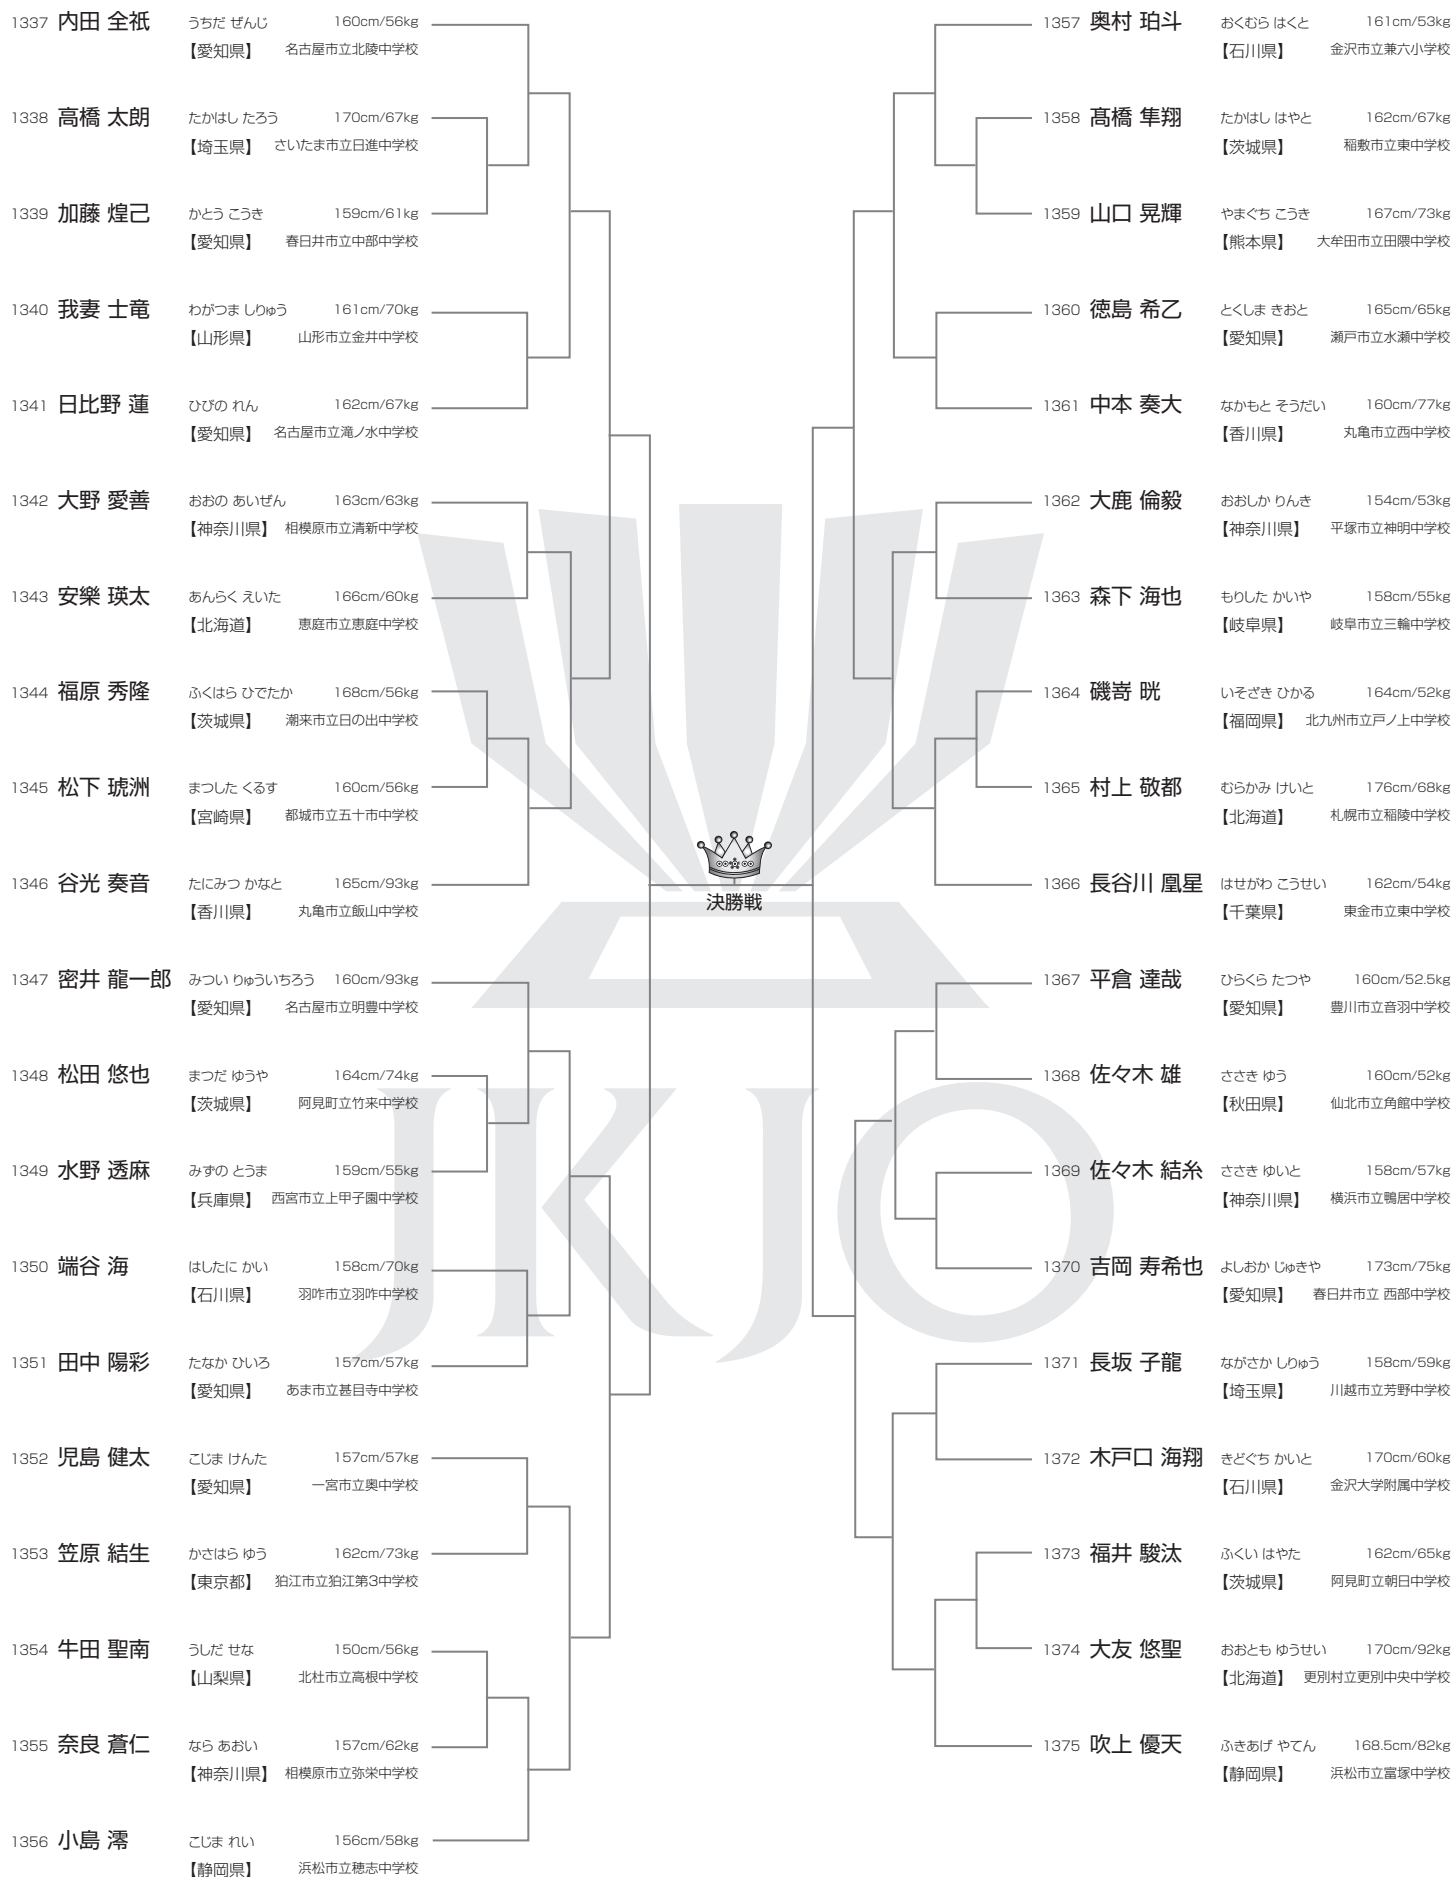 1337 内田 全祇 うちだ ぜんじ 160cm/56kg
【愛知県】 名古屋市立北陵中学校
1338 高橋 太朗 たかはし たろう 170cm/67kg
【埼玉県】 さいたま市立日進中学校
1339 加藤 煌己 かとう こうき 159cm/61kg
【愛知県】 春日井市立中部中学校
1340 我妻 士竜 わがつま しりゅう 161cm/70kg
【山形県】 山形市立金井中学校
1341 日比野 蓮 ひびの れん 162cm/67kg
【愛知県】 名古屋市立滝ノ水中学校
1342 大野 愛善 おおの あいぜん 163cm/63kg
【神奈川県】 相模原市立清新中学校
1343 安樂 瑛太 あんらく えいた 166cm/60kg
【北海道】 恵庭市立恵庭中学校
1344 福原 秀隆 ふくはら ひでたか 168cm/56kg
【茨城県】 潮来市立日の出中学校
1345 松下 琥洲 まつした くるす 160cm/56kg
【宮崎県】 都城市立五十市中学校
1346 谷光 奏音 たにみつ かなと 165cm/93kg
【香川県】 丸亀市立飯山中学校
1347 密井 龍一郎 みつい りゅういちろう 160cm/93kg
【愛知県】 名古屋市立明豊中学校
1348 松田 悠也 まつだ ゆうや 164cm/74kg
【茨城県】 阿見町立竹来中学校
1349 水野 透麻 みずの とうま 159cm/55kg
【兵庫県】 西宮市立上甲子園中学校
1350 端谷 海 はしたに かい 158cm/70kg
【石川県】 羽咋市立羽咋中学校
1351 田中 陽彩 たなか ひいろ 157cm/57kg
【愛知県】 あま市立甚目寺中学校
1352 児島 健太 こじま けんた 157cm/57kg
【愛知県】 一宮市立奥中学校
1353 笠原 結生 かさはら ゆう 162cm/73kg
【東京都】 狛江市立狛江第3中学校
1354 牛田 聖南 うしだ せな 150cm/56kg
【山梨県】 北杜市立高根中学校
1355 奈良 蒼仁 なら あおい 157cm/62kg
【神奈川県】 相模原市立弥栄中学校
1356 小島 澪 こじま れい 156cm/58kg
【静岡県】 浜松市立穂志中学校
決勝戦
JKJO
1357 奥村 珀斗 おくむら はくと 161cm/53kg
【石川県】 金沢市立兼六小学校
1358 髙橋 隼翔 たかはし はやと 162cm/67kg
【茨城県】 稲敷市立東中学校
1359 山口 晃輝 やまぐち こうき 167cm/73kg
【熊本県】 大牟田市立田隈中学校
1360 徳島 希乙 とくしま きおと 165cm/65kg
【愛知県】 瀬戸市立水瀬中学校
1361 中本 奏大 なかもと そうだい 160cm/77kg
【香川県】 丸亀市立西中学校
1362 大鹿 倫毅 おおしか りんき 154cm/53kg
【神奈川県】 平塚市立神明中学校
1363 森下 海也 もりした かいや 158cm/55kg
【岐阜県】 岐阜市立三輪中学校
1364 磯嵜 晄 いそざき ひかる 164cm/52kg
【福岡県】 北九州市立戸ノ上中学校
1365 村上 敬都 むらかみ けいと 176cm/68kg
【北海道】 札幌市立稲陵中学校
1366 長谷川 凰星 はせがわ こうせい 162cm/54kg
【千葉県】 東金市立東中学校
1367 平倉 達哉 ひらくら たつや 160cm/52.5kg
【愛知県】 豊川市立音羽中学校
1368 佐々木 雄 ささき ゆう 160cm/52kg
【秋田県】 仙北市立角館中学校
1369 佐々木 結糸 ささき ゆいと 158cm/57kg
【神奈川県】 横浜市立鴨居中学校
1370 吉岡 寿希也 よしおか じゅきや 173cm/75kg
【愛知県】 春日井市立 西部中学校
1371 長坂 子龍 ながさか しりゅう 158cm/59kg
【埼玉県】 川越市立芳野中学校
1372 木戸口 海翔 きどぐち かいと 170cm/60kg
【石川県】 金沢大学附属中学校
1373 福井 駿汰 ふくい はやた 162cm/65kg
【茨城県】 阿見町立朝日中学校
1374 大友 悠聖 おおとも ゆうせい 170cm/92kg
【北海道】 更別村立更別中央中学校
1375 吹上 優天 ふきあげ やてん 168.5cm/82kg
【静岡県】 浜松市立富塚中学校